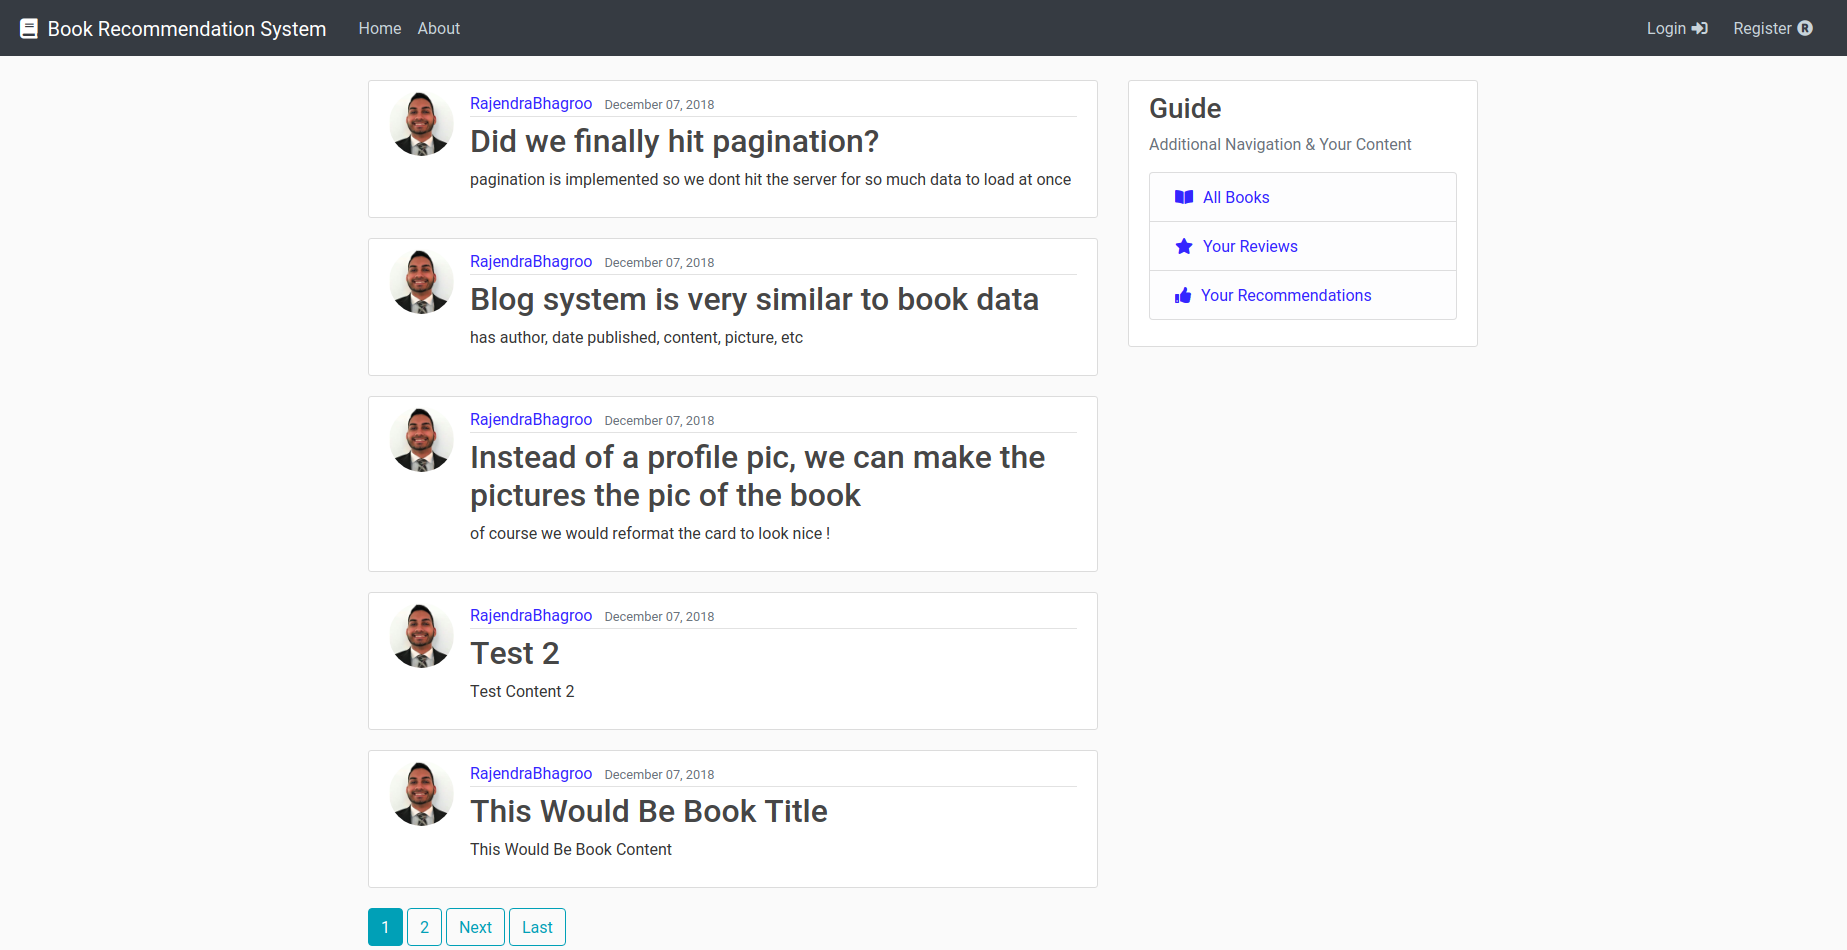 Book Recommendation System Home About Login Register R
RajendraBhagroo December 07, 2018
Did we finally hit pagination?
pagination is implemented so we dont hit the server for so much data to load at once
RajendraBhagroo December 07, 2018
Blog system is very similar to book data
has author, date published, content, picture, etc
RajendraBhagroo December 07, 2018
Instead of a profile pic, we can make the
pictures the pic of the book
of course we would reformat the card to look nice !
RajendraBhagroo December 07, 2018
Test 2
Test Content 2
RajendraBhagroo December 07, 2018
This Would Be Book Title
This Would Be Book Content
1 2 Next Last
Guide
Additional Navigation & Your Content
All Books
Your Reviews
Your Recommendations